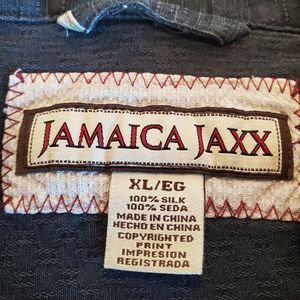 JAMAICA JAXX
XL/EG
100% SILK
100% SEDA
MADE IN CHINA
HECHO EN CHINA
COPYRIGHTED
PRINT
IMPRESION
REGISTRADA